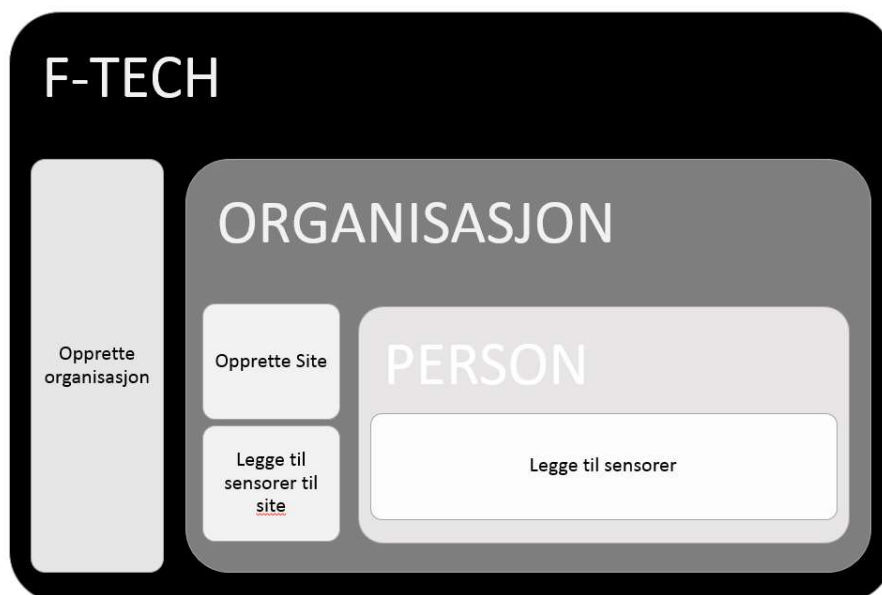 F-TECH
ORGANISASJON
Opprette
organisasjon
Opprette Site
PERSON
Legge til
sensorer til
site
Legge til sensorer